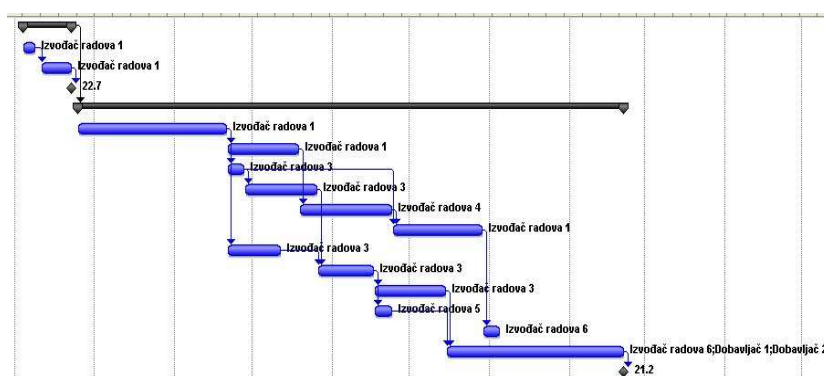 Izvođač radova 1
Izvođač radova 1
22.7
Izvođač radova 1
Izvođač radova 1
Izvođač radova 3
Izvođač radova 3
Izvođač radova 4
Izvođač radova 1
Izvođač radova 3
Izvođač radova 3
Izvođač radova 3
Izvođač radova 5
Izvođač radova 6
Izvođač radova 6;Dobavljač 1;Dobavljač 2
21.2